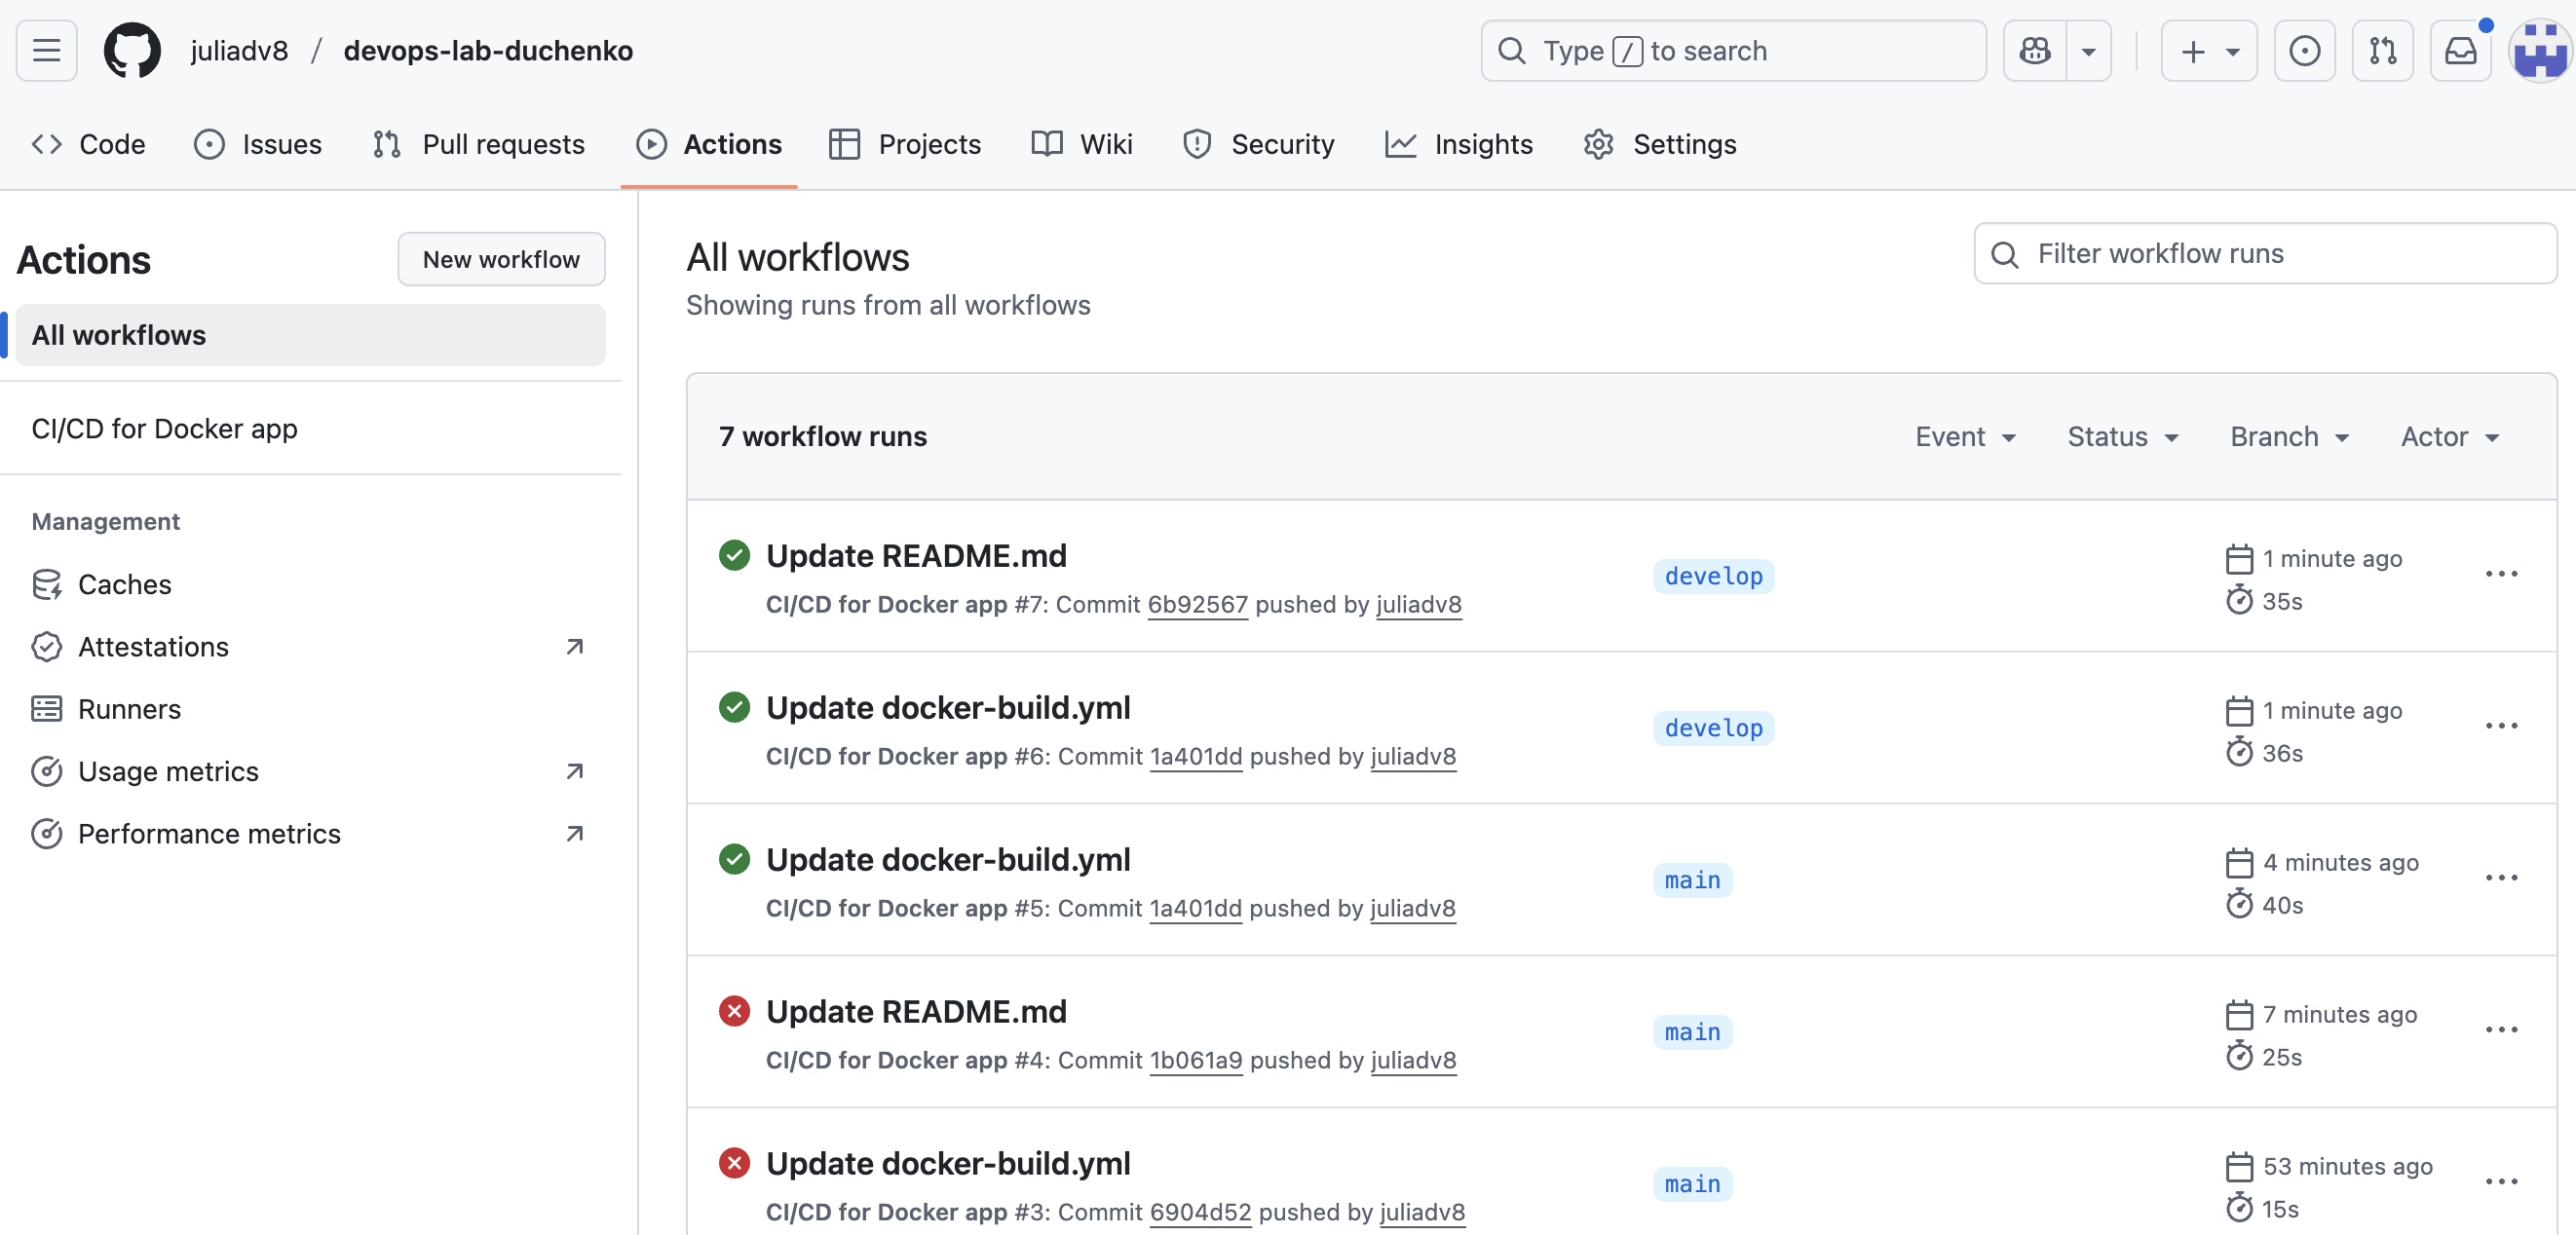 juliadv8 / devops-lab-duchenko
Type / to search
Code Issues Pull requests Actions Projects Wiki Security Insights Settings
Actions
New workflow
All workflows
CI/CD for Docker app
Management
Caches
Attestations
Runners
Usage metrics
Performance metrics
All workflows
Showing runs from all workflows
Filter workflow runs
7 workflow runs
Event Status Branch Actor
Update README.md
CI/CD for Docker app #7: Commit 6b92567 pushed by juliadv8
develop
1 minute ago
35s
Update docker-build.yml
CI/CD for Docker app #6: Commit 1a401dd pushed by juliadv8
develop
1 minute ago
36s
Update docker-build.yml
CI/CD for Docker app #5: Commit 1a401dd pushed by juliadv8
main
4 minutes ago
40s
Update README.md
CI/CD for Docker app #4: Commit 1b061a9 pushed by juliadv8
main
7 minutes ago
25s
Update docker-build.yml
CI/CD for Docker app #3: Commit 6904d52 pushed by juliadv8
main
53 minutes ago
15s